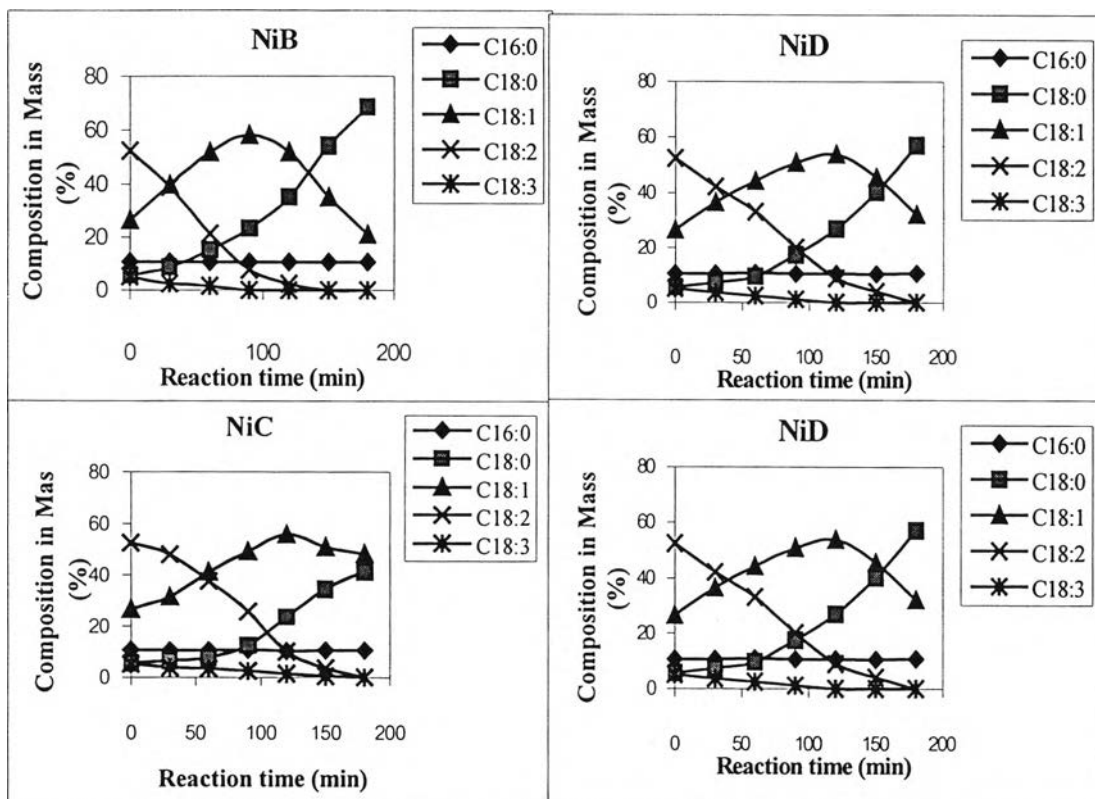 NiB
C16:0
C18:0
C18:1
C18:2
C18:3
Composition in Mass
(%)
80
60
40
20
0
0
100
200
Reaction time (min)
NiD
C16:0
C18:0
C18:1
C18:2
C18:3
Composition in Mass
(%)
80
60
40
20
0
0
50
100
150
200
Reaction time (min)
NiC
C16:0
C18:0
C18:1
C18:2
C18:3
Composition in Mas
(%)
80
60
40
20
0
0
50
100
150
200
Reaction time (min)
NiD
C16:0
C18:0
C18:1
C18:2
C18:3
Composition in Mass
(%)
80
60
40
20
0
0
50
100
150
200
Reaction time (min)